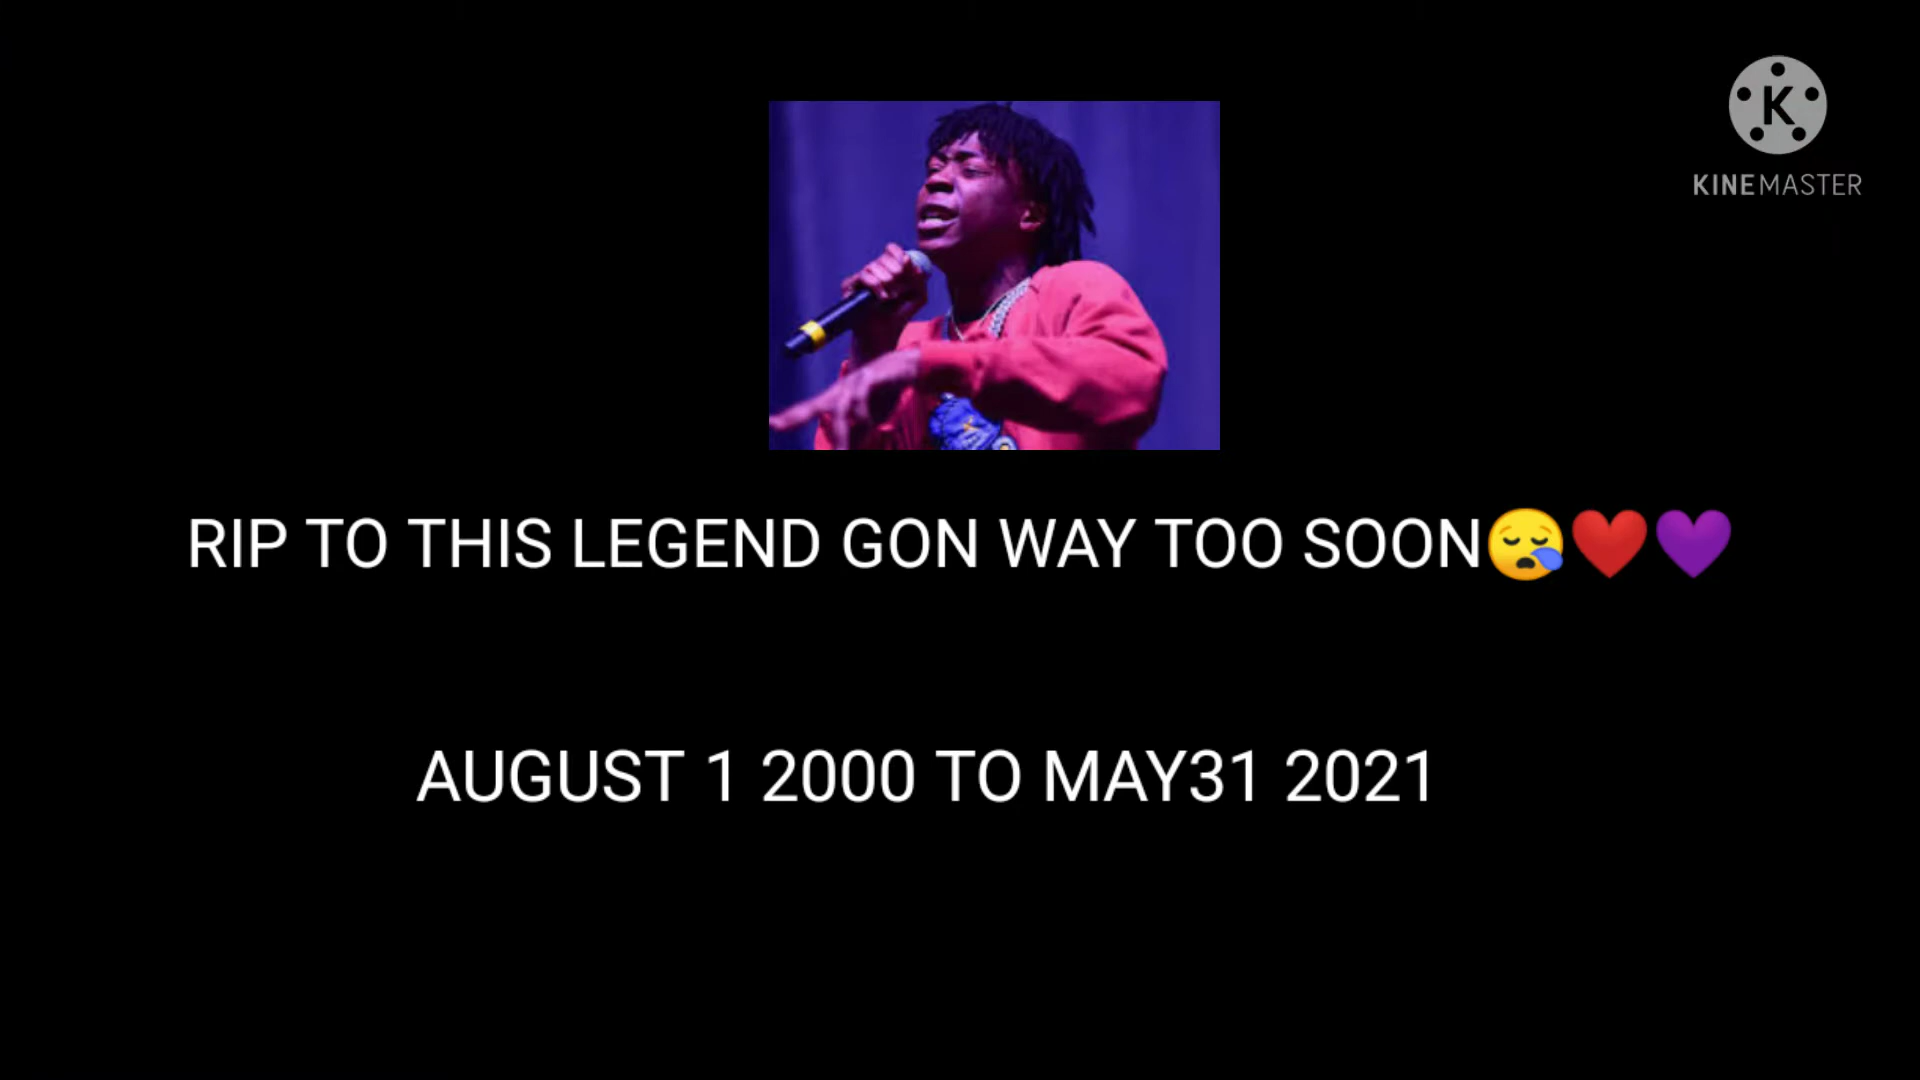 K
KINEMASTER
RIP TO THIS LEGEND GON WAY TOO SOON😪❤️💜
AUGUST 1 2000 TO MAY31 2021